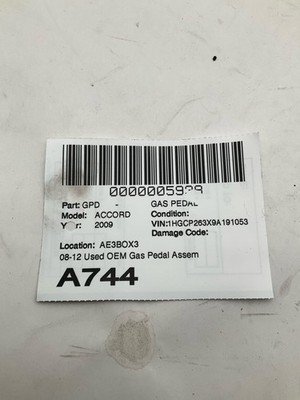 0000005929
Part: GPD - GAS PEDAL
Model: ACCORD Condition:
Year: 2009 VIN:1HGCP263X9A191053
Damage Code:
Location: AE3BOX3
08-12 Used OEM Gas Pedal Assem
A744